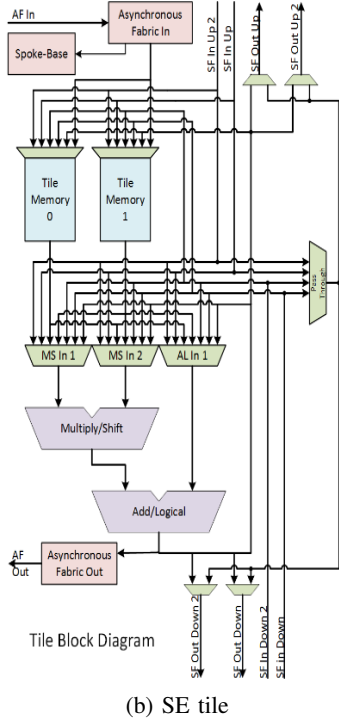 AF In
Asynchronous
Fabric In
Spoke-Base
SF In Up 2
SF In Up
SF Out Up
SF Out Up 2
Tile
Memory
0
Tile
Memory
1
Pass
Through
MS In 1
MS In 2
AL In 1
Multiply/Shift
Add/Logical
AF
Out
Asynchronous
Fabric Out
SF Out Down 2
SF Out Down
SF In Down 2
SF in Down
Tile Block Diagram
(b) SE tile